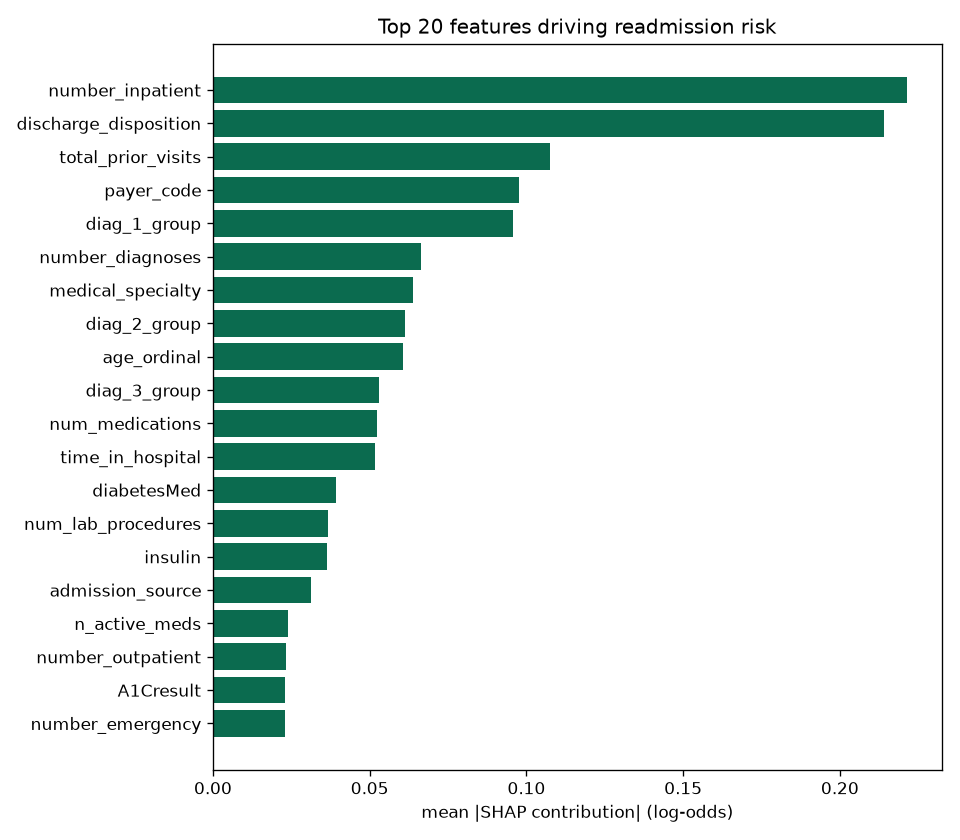 Top 20 features driving readmission risk
number_inpatient
discharge_disposition
total_prior_visits
payer_code
diag_1_group
number_diagnoses
medical_specialty
diag_2_group
age_ordinal
diag_3_group
num_medications
time_in_hospital
diabetesMed
num_lab_procedures
insulin
admission_source
n_active_meds
number_outpatient
A1Cresult
number_emergency
0.00 0.05 0.10 0.15 0.20
mean |SHAP contribution| (log-odds)